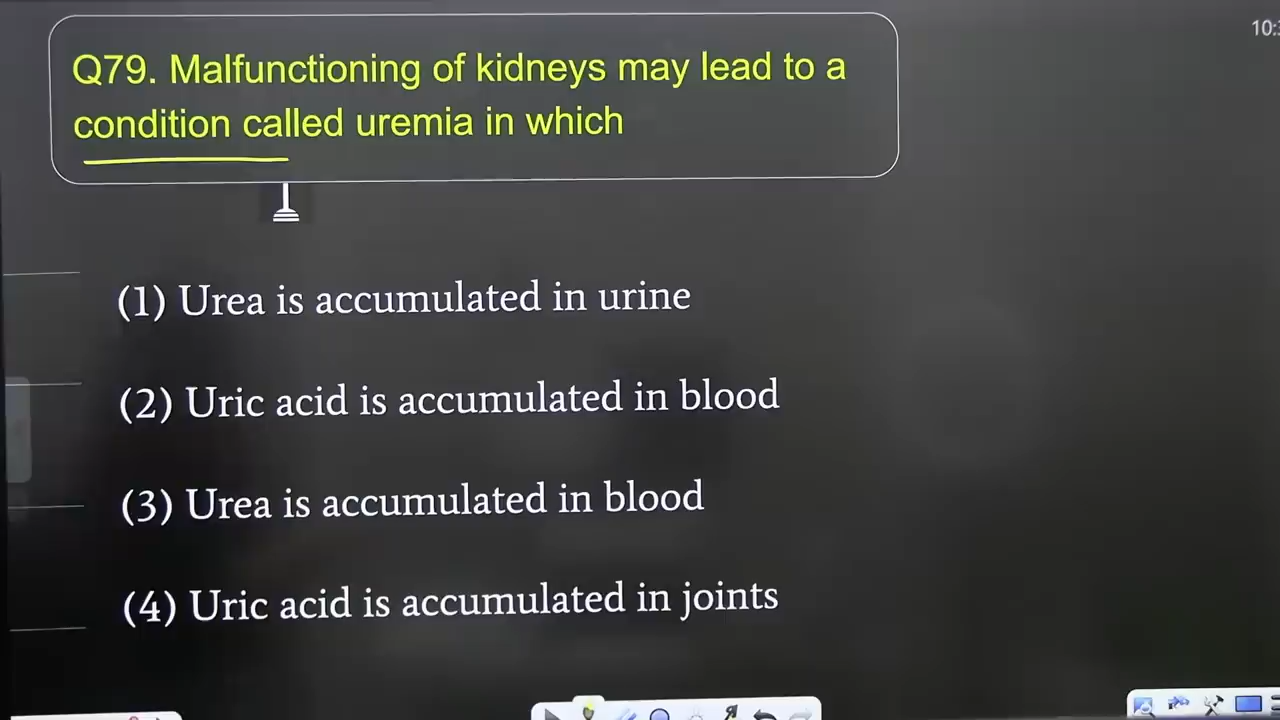 Q79. Malfunctioning of kidneys may lead to a
condition called uremia in which
(1) Urea is accumulated in urine
(2) Uric acid is accumulated in blood
(3) Urea is accumulated in blood
(4) Uric acid is accumulated in joints